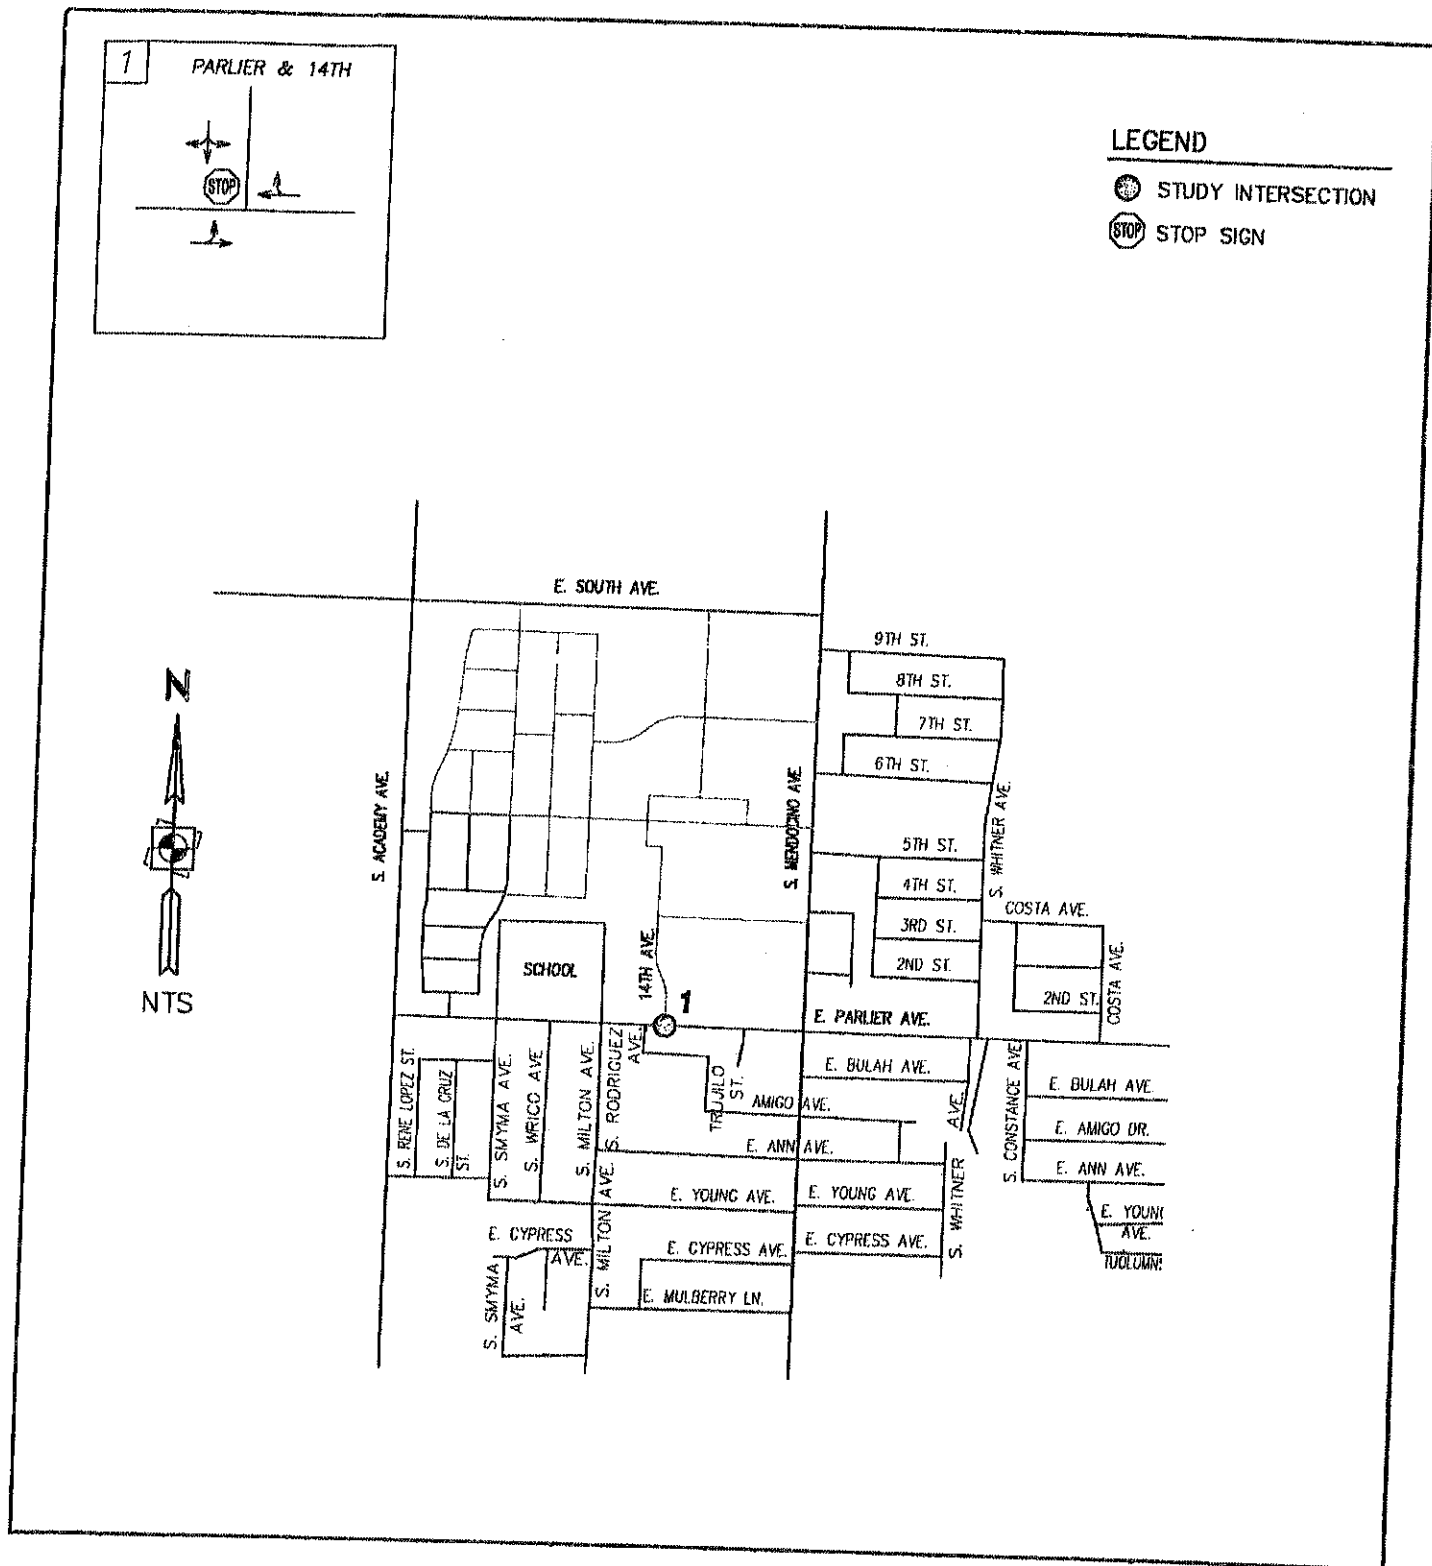 1
PARLIER & 14TH
STOP
LEGEND
STUDY INTERSECTION
STOP
STOP SIGN
E. SOUTH AVE.
9TH ST.
8TH ST.
7TH ST.
6TH ST.
N
NTS
S. ACADEMY AVE.
S. MENDOCINO AVE.
S. WHITNER AVE.
5TH ST.
4TH ST.
3RD ST.
2ND ST.
COSTA AVE.
2ND ST.
COSTA AVE.
SCHOOL
14TH AVE.
1
E. PARLIER AVE.
S. RENE LOPEZ ST.
S. DE LA CRUZ
ST.
S. SMYMA AVE.
S. WRICO AVE
S. MILTON AVE.
S. RODRIGUEZ
AVE.
TRUJILO
ST.
E. BULAH AVE.
AMIGO AVE.
E. ANN AVE.
AVE.
S. WHITNER
S. CONSTANCE AVE.
E. BULAH AVE.
E. AMIGO DR.
E. ANN AVE.
E. YOUNG AVE.
E. YOUNG AVE.
E. YOUN
AVE.
TUOLUMN
E. CYPRESS
AVE.
S. MILTON AVE.
E. CYPRESS AVE.
E. CYPRESS AVE.
S. SMYMA
AVE.
E. MULBERRY LN.